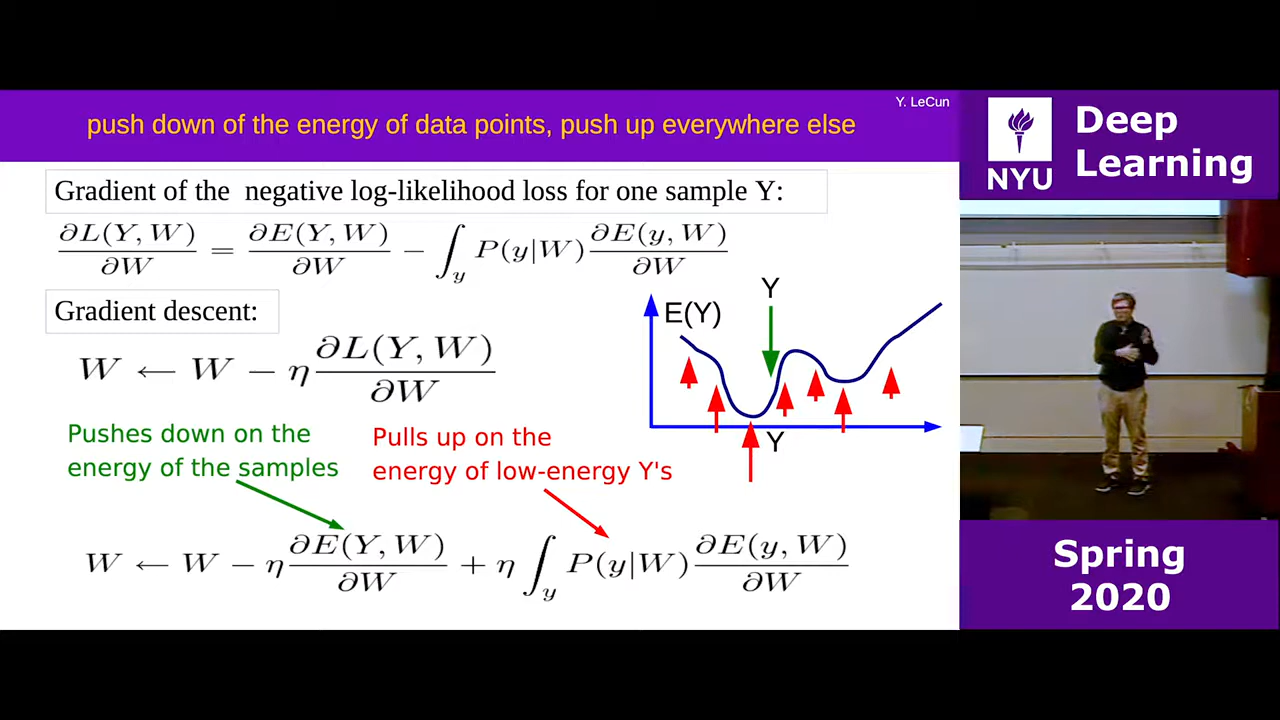 Y. LeCun
push down of the energy of data points, push up everywhere else
Gradient of the negative log-likelihood loss for one sample Y:
∂L(Y, W)/∂W = ∂E(Y, W)/∂W − ∫_y P(y|W) ∂E(y, W)/∂W
Gradient descent:
W ← W − η ∂L(Y, W)/∂W
Y
E(Y)
Y
Pushes down on the
energy of the samples
Pulls up on the
energy of low-energy Y's
W ← W − η ∂E(Y, W)/∂W + η ∫_y P(y|W) ∂E(y, W)/∂W
NYU
Deep
Learning
Spring
2020